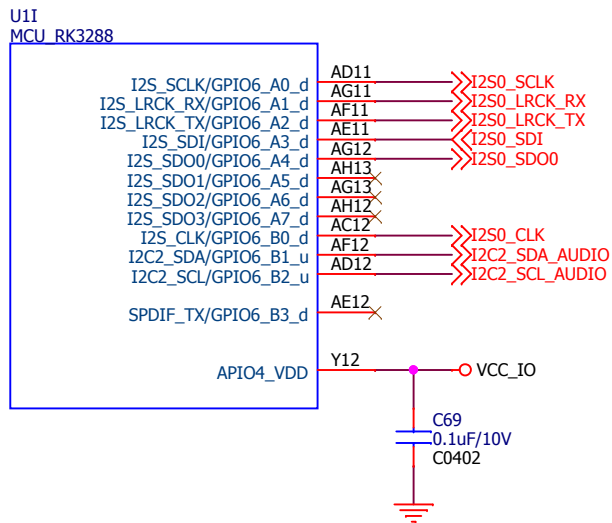 U1I
MCU_RK3288
I2S_SCLK/GPIO6_A0_d AD11 I2S0_SCLK
I2S_LRCK_RX/GPIO6_A1_d AG11 I2S0_LRCK_RX
I2S_LRCK_TX/GPIO6_A2_d AF11 I2S0_LRCK_TX
I2S_SDI/GPIO6_A3_d AE11 I2S0_SDI
I2S_SDO0/GPIO6_A4_d AG12 I2S0_SDO0
I2S_SDO1/GPIO6_A5_d AH13
I2S_SDO2/GPIO6_A6_d AG13
I2S_SDO3/GPIO6_A7_d AH12
I2S_CLK/GPIO6_B0_d AC12 I2S0_CLK
I2C2_SDA/GPIO6_B1_u AF12 I2C2_SDA_AUDIO
I2C2_SCL/GPIO6_B2_u AD12 I2C2_SCL_AUDIO
SPDIF_TX/GPIO6_B3_d AE12
APIO4_VDD Y12 VCC_IO
C69
0.1uF/10V
C0402